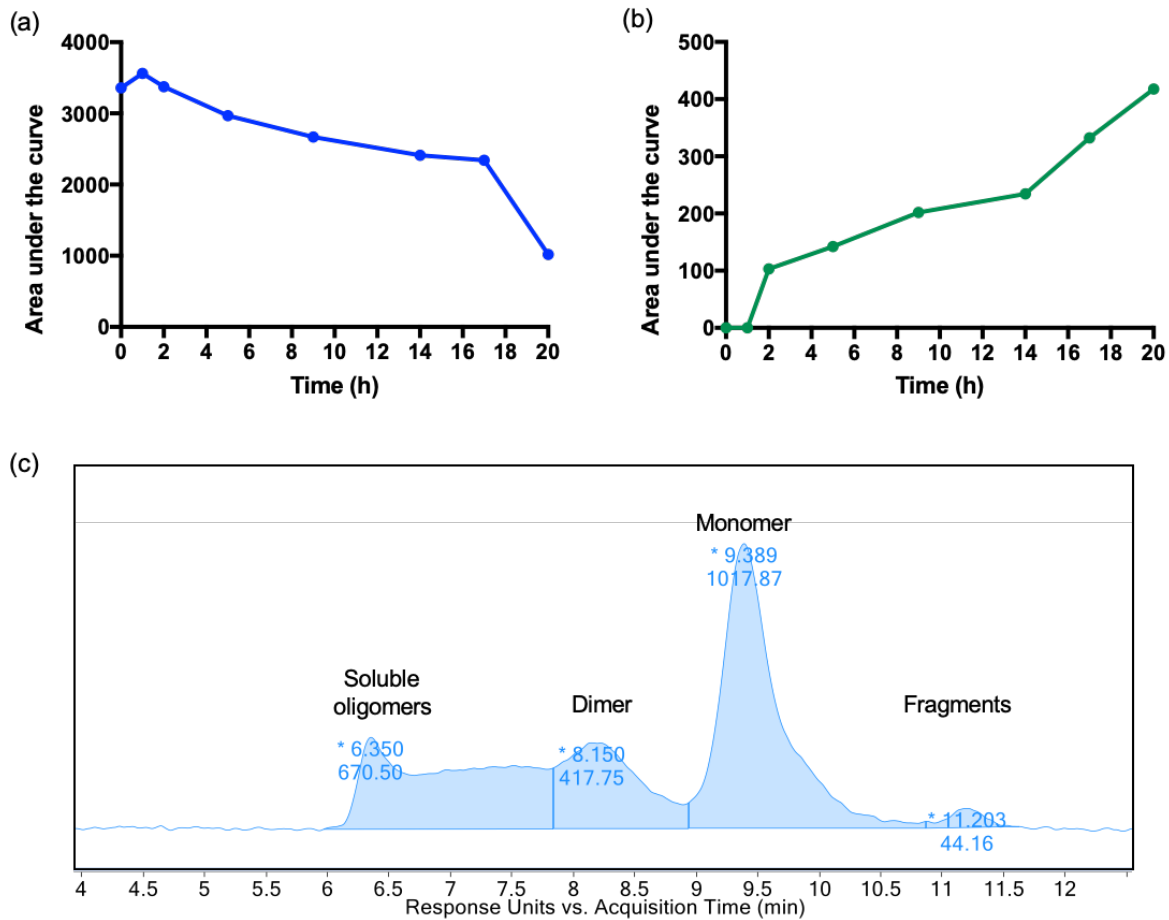 (a)
4000
3000
2000
1000
0
Area under the curve
0 2 4 6 8 10 12 14 16 18 20
Time (h)
(b)
500
400
300
200
100
0
Area under the curve
0 2 4 6 8 10 12 14 16 18 20
Time (h)
(c)
Monomer
* 9.389
1017.87
Soluble
oligomers
* 6.350
670.50
Dimer
* 8.150
417.75
Fragments
* 11.203
44.16
4 4.5 5 5.5 6 6.5 7 7.5 8 8.5 9 9.5 10 10.5 11 11.5 12
Response Units vs. Acquisition Time (min)